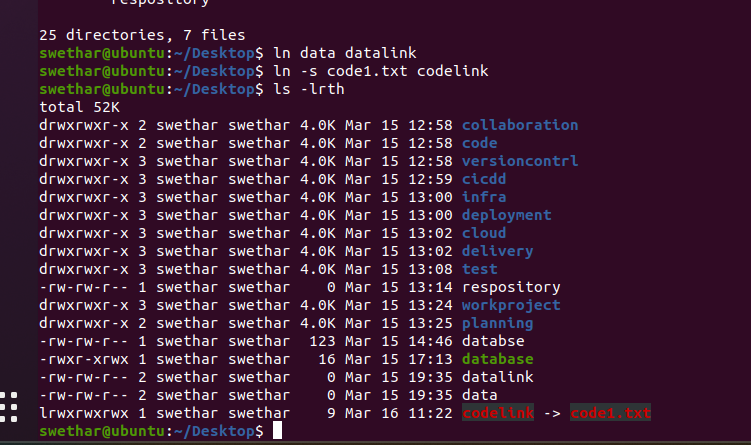 respository
25 directories, 7 files
swethar@ubuntu:~/Desktop$ ln data datalink
swethar@ubuntu:~/Desktop$ ln -s code1.txt codelink
swethar@ubuntu:~/Desktop$ ls -lrth
total 52K
drwxrwxr-x 2 swethar swethar 4.0K Mar 15 12:58 collaboration
drwxrwxr-x 2 swethar swethar 4.0K Mar 15 12:58 code
drwxrwxr-x 3 swethar swethar 4.0K Mar 15 12:58 versioncontrl
drwxrwxr-x 3 swethar swethar 4.0K Mar 15 12:59 cicdd
drwxrwxr-x 3 swethar swethar 4.0K Mar 15 13:00 infra
drwxrwxr-x 3 swethar swethar 4.0K Mar 15 13:00 deployment
drwxrwxr-x 3 swethar swethar 4.0K Mar 15 13:02 cloud
drwxrwxr-x 3 swethar swethar 4.0K Mar 15 13:02 delivery
drwxrwxr-x 3 swethar swethar 4.0K Mar 15 13:08 test
-rw-rw-r-- 1 swethar swethar    0 Mar 15 13:14 respository
drwxrwxr-x 3 swethar swethar 4.0K Mar 15 13:24 workproject
drwxrwxr-x 2 swethar swethar 4.0K Mar 15 13:25 planning
-rw-rw-r-- 1 swethar swethar  123 Mar 15 14:46 databse
-rwxr-xrwx 1 swethar swethar   16 Mar 15 17:13 database
-rw-rw-r-- 2 swethar swethar    0 Mar 15 19:35 datalink
-rw-rw-r-- 2 swethar swethar    0 Mar 15 19:35 data
lrwxrwxrwx 1 swethar swethar    9 Mar 16 11:22 codelink -> code1.txt
swethar@ubuntu:~/Desktop$